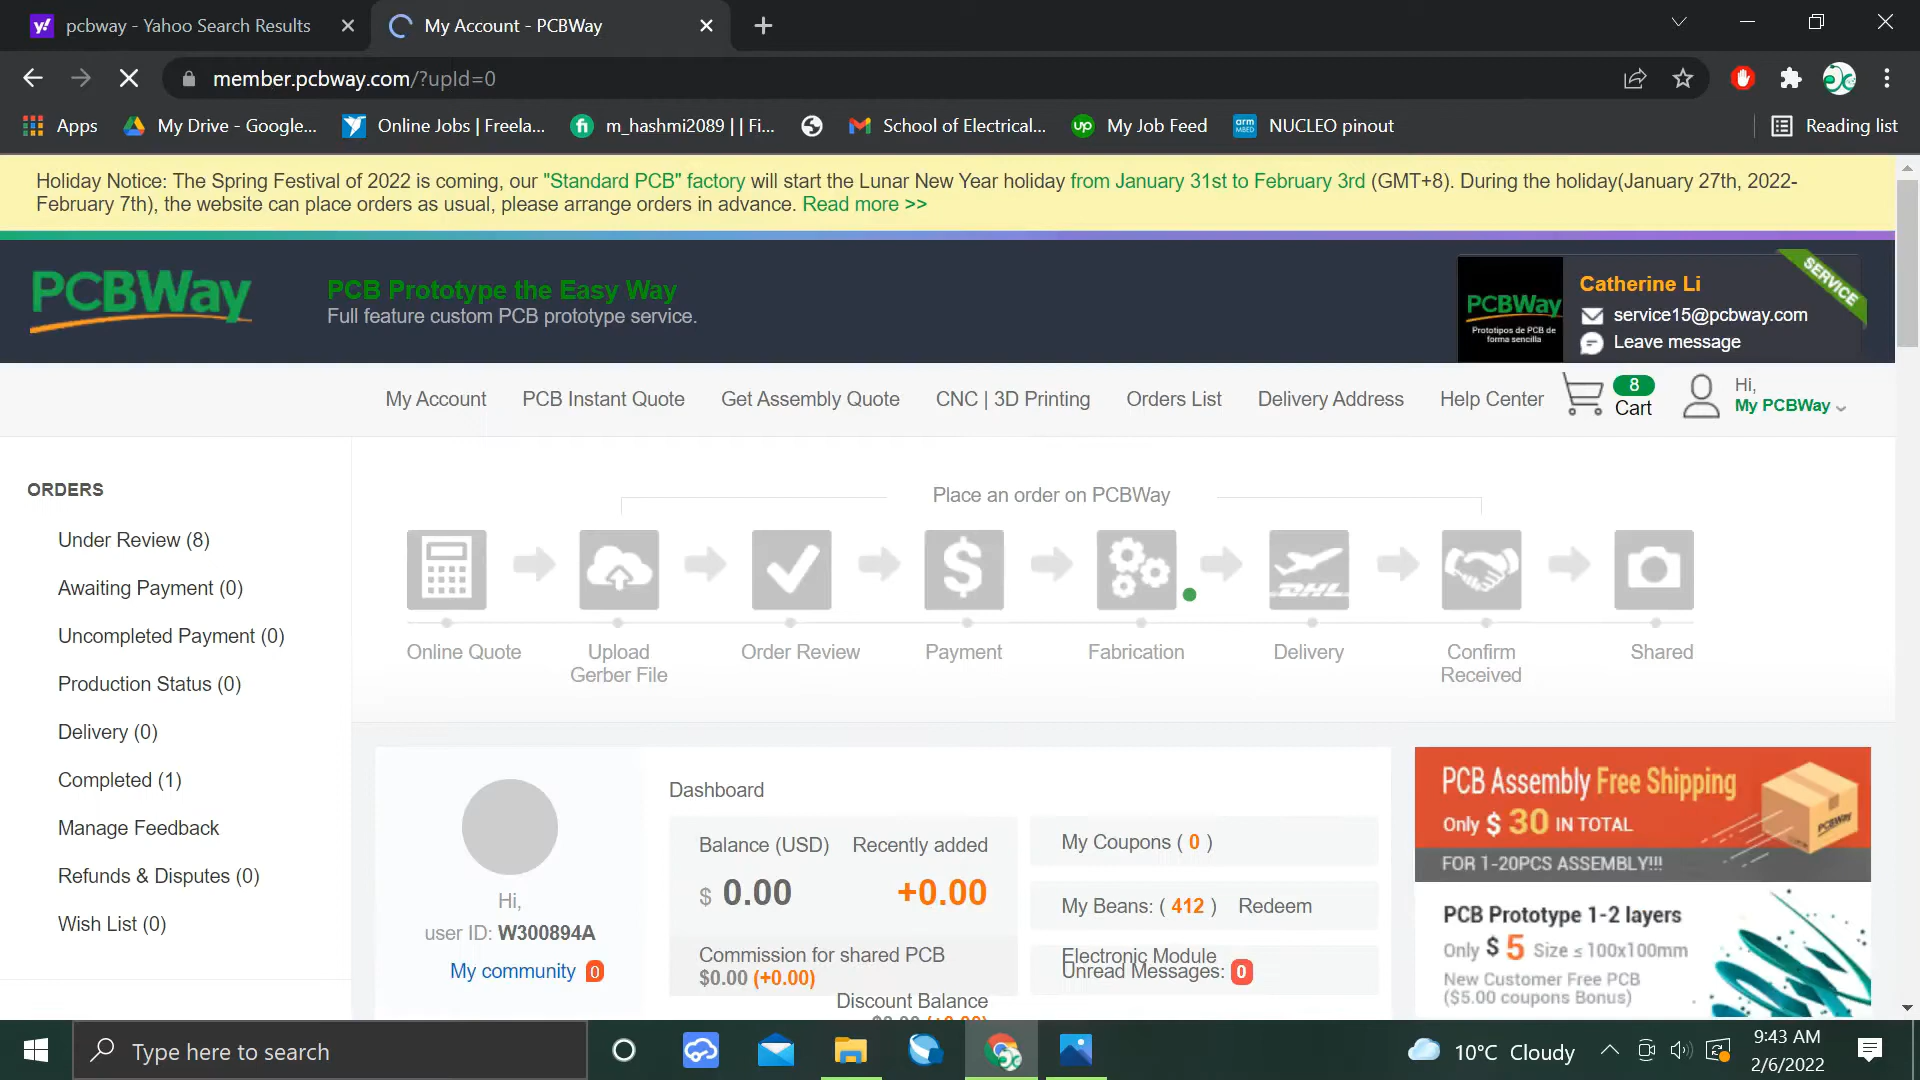 pcbway - Yahoo Search Results
My Account - PCBWay
member.pcbway.com/?upId=0
Apps
My Drive - Google...
Online Jobs | Freela...
m_hashmi2089 | | Fi...
School of Electrical...
My Job Feed
NUCLEO pinout
Reading list
Holiday Notice: The Spring Festival of 2022 is coming, our "Standard PCB" factory will start the Lunar New Year holiday from January 31st to February 3rd (GMT+8). During the holiday(January 27th, 2022-
February 7th), the website can place orders as usual, please arrange orders in advance. Read more >>
PCBWay
PCB Prototype the Easy Way
Full feature custom PCB prototype service.
PCBWay
Prototipos de PCB de
forma sencilla
Catherine Li
service15@pcbway.com
Leave message
SERVICE
My Account
PCB Instant Quote
Get Assembly Quote
CNC | 3D Printing
Orders List
Delivery Address
Help Center
8
Cart
Hi,
My PCBWay
ORDERS
Under Review (8)
Awaiting Payment (0)
Uncompleted Payment (0)
Production Status (0)
Delivery (0)
Completed (1)
Manage Feedback
Refunds & Disputes (0)
Wish List (0)
Place an order on PCBWay
DHL
Online Quote
Upload
Gerber File
Order Review
Payment
Fabrication
Delivery
Confirm
Received
Shared
Hi,
user ID: W300894A
My community 0
Dashboard
Balance (USD)
Recently added
$ 0.00
+0.00
Commission for shared PCB
$0.00 (+0.00)
Discount Balance
My Coupons ( 0 )
My Beans: ( 412 ) Redeem
Electronic Module
Unread Messages: 0
PCB Assembly Free Shipping
Only $ 30 IN TOTAL
FOR 1-20PCS ASSEMBLY!!!
PCBWay
PCB Prototype 1-2 layers
Only $ 5 Size ≤ 100x100mm
New Customer Free PCB
($5.00 coupons Bonus)
Type here to search
10°C Cloudy
9:43 AM
2/6/2022